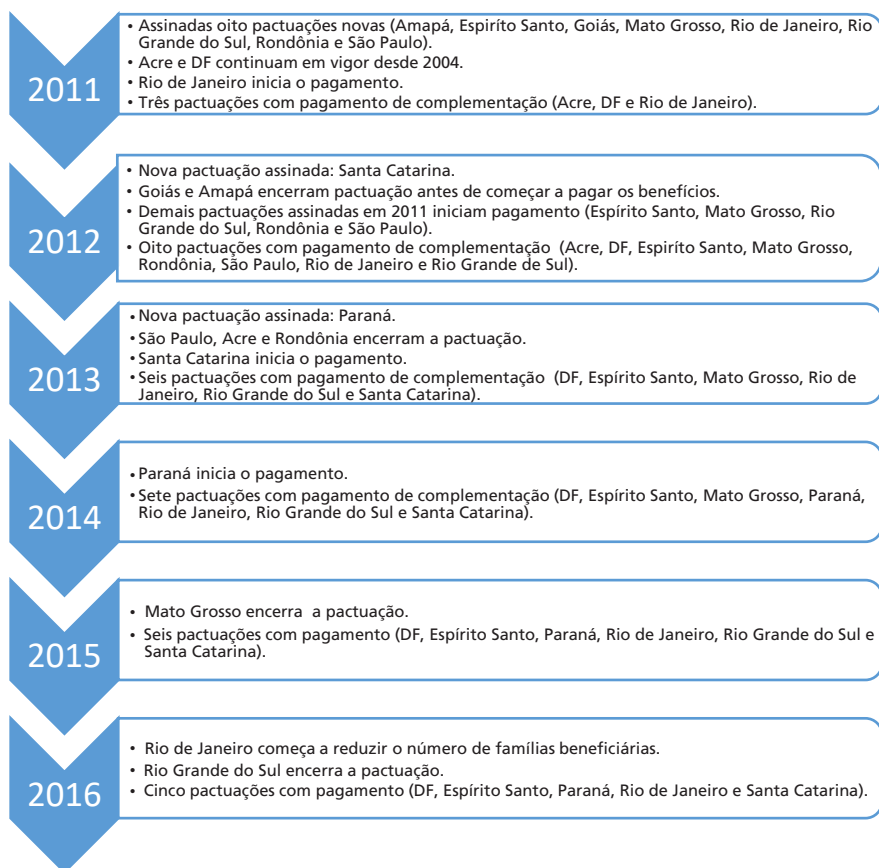 2011
• Assinadas oito pactuações novas (Amapá, Espiríto Santo, Goiás, Mato Grosso, Rio de Janeiro, Rio
Grande do Sul, Rondônia e São Paulo).
• Acre e DF continuam em vigor desde 2004.
• Rio de Janeiro inicia o pagamento.
• Três pactuações com pagamento de complementação (Acre, DF e Rio de Janeiro).
2012
• Nova pactuação assinada: Santa Catarina.
• Goiás e Amapá encerram pactuação antes de começar a pagar os benefícios.
• Demais pactuações assinadas em 2011 iniciam pagamento (Espírito Santo, Mato Grosso, Rio
Grande do Sul, Rondônia e São Paulo).
• Oito pactuações com pagamento de complementação (Acre, DF, Espiríto Santo, Mato Grosso,
Rondônia, São Paulo, Rio de Janeiro e Rio Grande de Sul).
2013
• Nova pactuação assinada: Paraná.
• São Paulo, Acre e Rondônia encerram a pactuação.
• Santa Catarina inicia o pagamento.
• Seis pactuações com pagamento de complementação (DF, Espírito Santo, Mato Grosso, Rio de
Janeiro, Rio Grande do Sul e Santa Catarina).
2014
• Paraná inicia o pagamento.
• Sete pactuações com pagamento de complementação (DF, Espírito Santo, Mato Grosso, Paraná,
Rio de Janeiro, Rio Grande do Sul e Santa Catarina).
2015
• Mato Grosso encerra a pactuação.
• Seis pactuações com pagamento (DF, Espírito Santo, Paraná, Rio de Janeiro, Rio Grande do Sul e
Santa Catarina).
2016
• Rio de Janeiro começa a reduzir o número de famílias beneficiárias.
• Rio Grande do Sul encerra a pactuação.
• Cinco pactuações com pagamento (DF, Espírito Santo, Paraná, Rio de Janeiro e Santa Catarina).